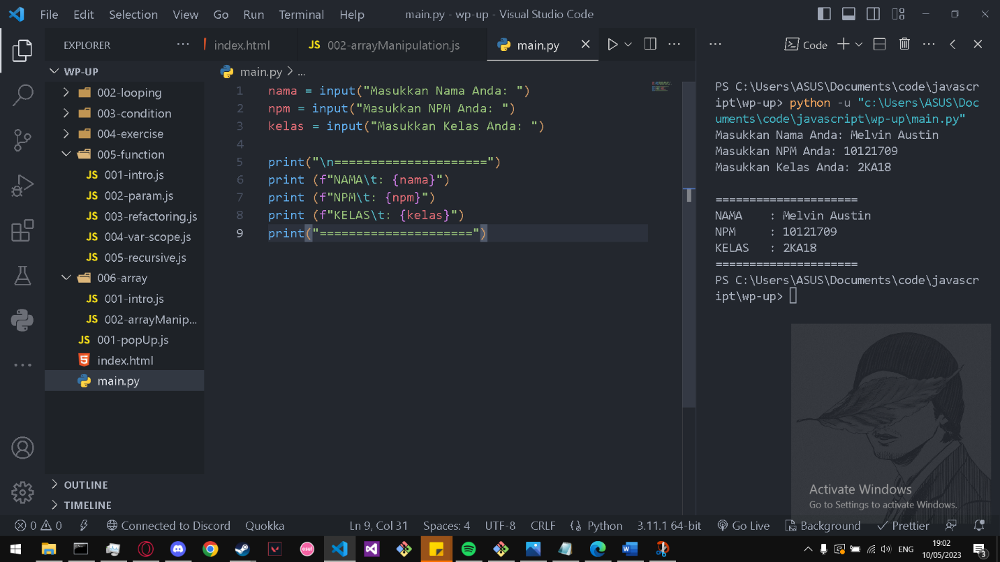 File Edit Selection View Go Run Terminal Help main.py - wp-up - Visual Studio Code
EXPLORER ··· index.html JS 002-arrayManipulation.js main.py
WP-UP
002-looping
003-condition
004-exercise
005-function
JS 001-intro.js
JS 002-param.js
JS 003-refactoring.js
JS 004-var-scope.js
JS 005-recursive.js
006-array
JS 001-intro.js
JS 002-arrayManip...
JS 001-popUp.js
index.html
main.py
OUTLINE
TIMELINE
main.py > ...
1 nama = input("Masukkan Nama Anda: ")
2 npm = input("Masukkan NPM Anda: ")
3 kelas = input("Masukkan Kelas Anda: ")
4
5 print("\n=====================")
6 print (f"NAMA\t: {nama}")
7 print (f"NPM\t: {npm}")
8 print (f"KELAS\t: {kelas}")
9 print("=====================")
Code
PS C:\Users\ASUS\Documents\code\javascr
ipt\wp-up> python -u "c:\Users\ASUS\Doc
uments\code\javascript\wp-up\main.py"
Masukkan Nama Anda: Melvin Austin
Masukkan NPM Anda: 10121709
Masukkan Kelas Anda: 2KA18
=====================
NAMA : Melvin Austin
NPM : 10121709
KELAS : 2KA18
=====================
PS C:\Users\ASUS\Documents\code\javascr
ipt\wp-up>
Activate Windows
Go to Settings to activate Windows.
0 0 Connected to Discord Quokka Ln 9, Col 31 Spaces: 4 UTF-8 CRLF Python 3.11.1 64-bit Go Live Background Prettier
osu! ENG 19:02
10/05/2023 3